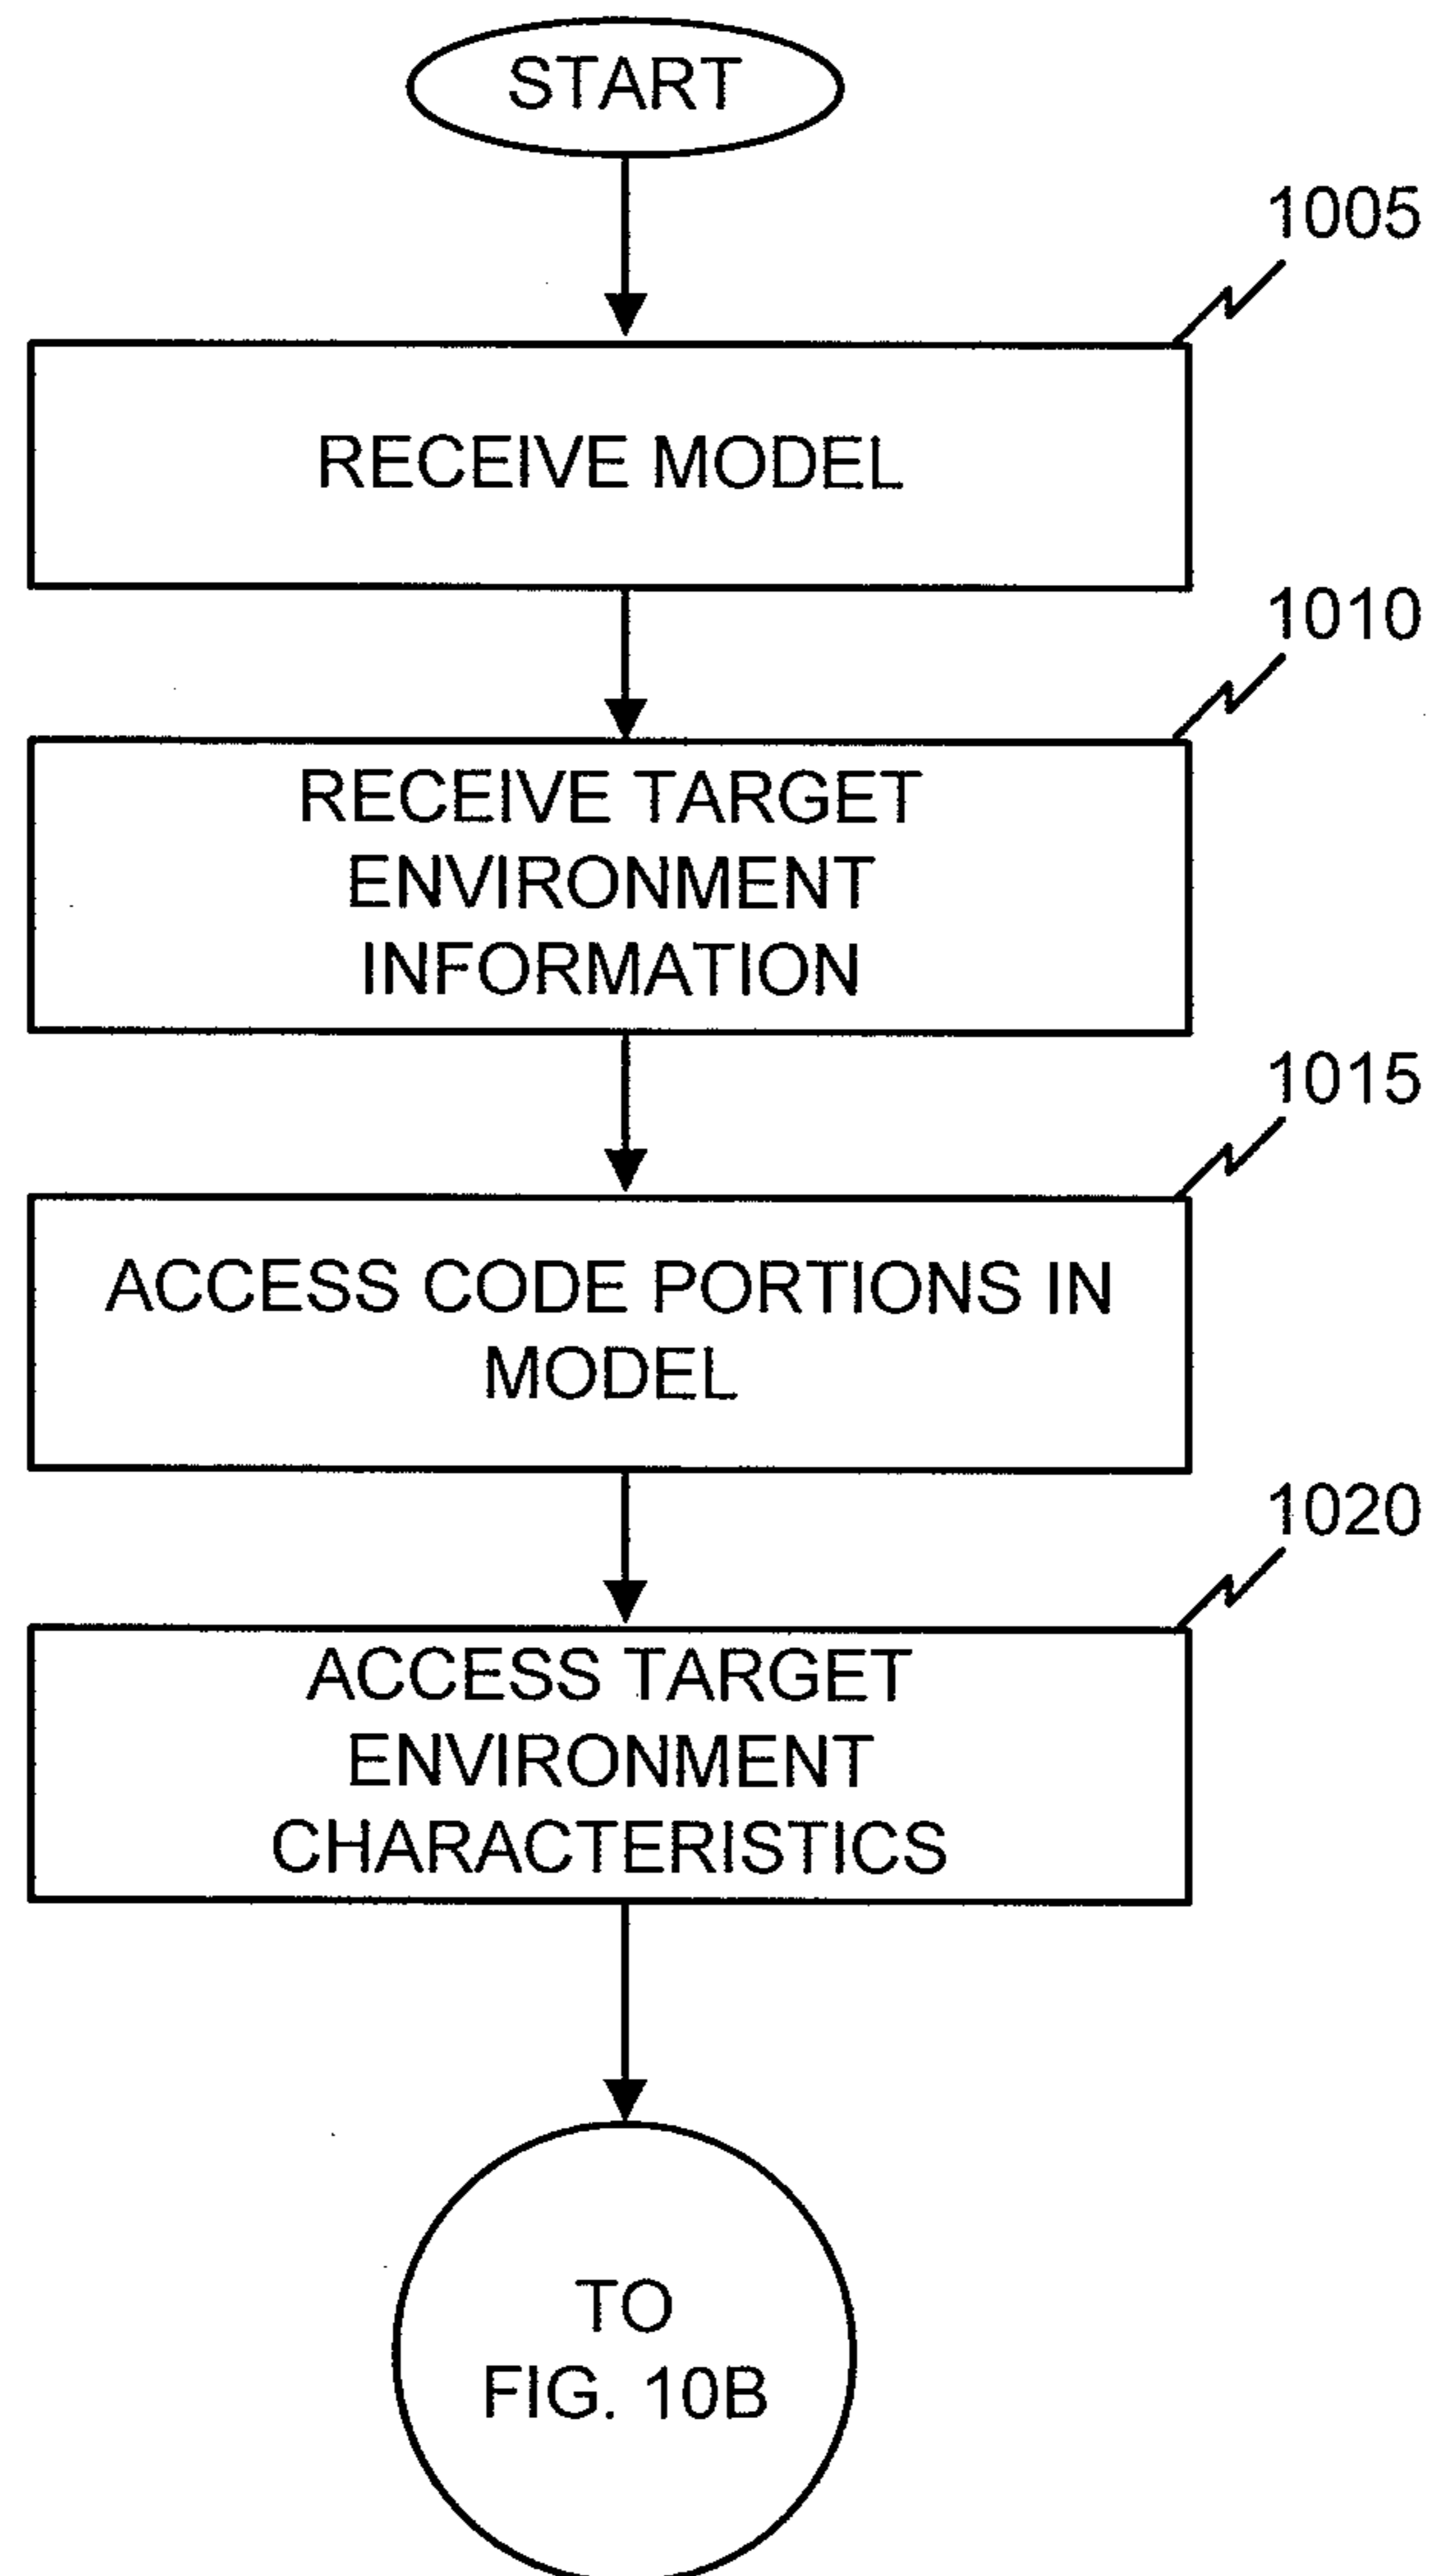 START
1005
RECEIVE MODEL
1010
RECEIVE TARGET
ENVIRONMENT
INFORMATION
1015
ACCESS CODE PORTIONS IN
MODEL
1020
ACCESS TARGET
ENVIRONMENT
CHARACTERISTICS
TO
FIG. 10B